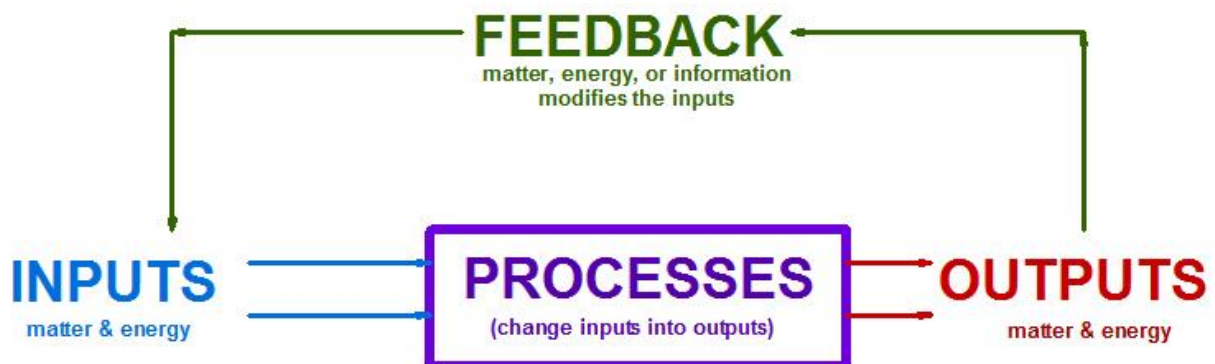 FEEDBACK
matter, energy, or information
modifies the inputs
INPUTS
matter & energy
PROCESSES
(change inputs into outputs)
OUTPUTS
matter & energy